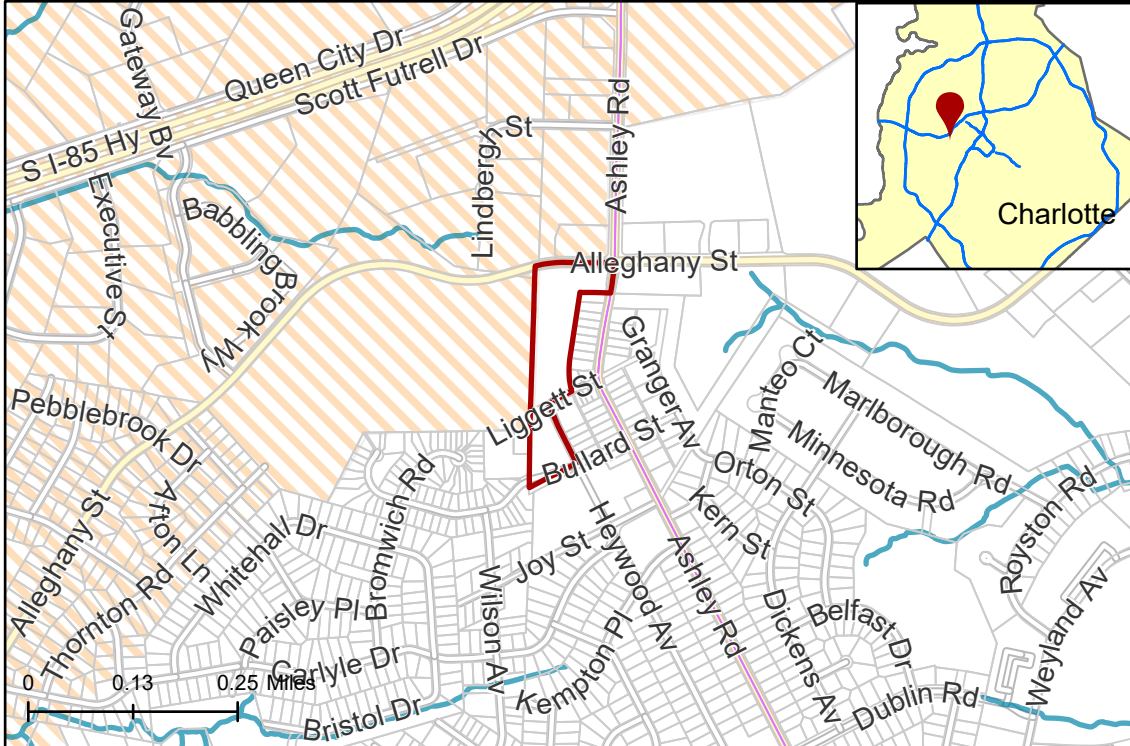 Gateway Bv
Queen City Dr
Scott Futrell Dr
S I-85 Hy
Executive St
Babbling Brook Wy
Lindbergh St
Ashley Rd
Charlotte
Alleghany St
Granger Av
Manteo Ct
Marlborough Rd
Minnesota Rd
Liggett St
Bullard St
Pebblebrook Dr
Orton St
Kern St
Royston Rd
Alleghany St
Afton Ln
Thornton Rd
Whitehall Dr
Bromwich Rd
Paisley Pl
Wilson Av
Joy St
Heywood Av
Ashley Rd
Kempton Pl
Dickens Av
Belfast Dr
Dublin Rd
Weyland Av
Carlyle Dr
Bristol Dr
0 0.13 0.25 Miles